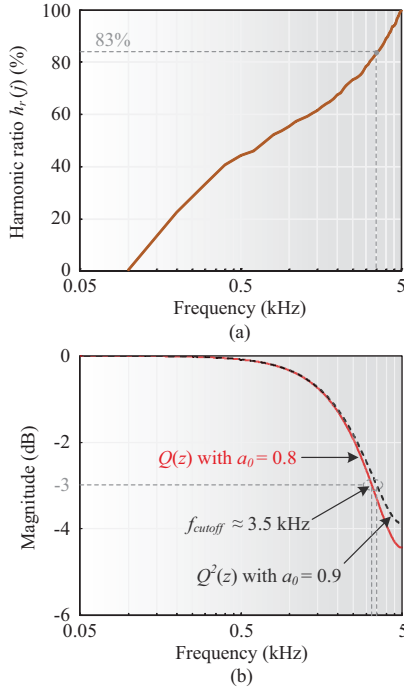 100
83%
80
60
40
20
0
Harmonic ratio h_r (j) (%)
0.05
0.5
5
Frequency (kHz)
(a)
0
-2
-3
-4
-6
Magnitude (dB)
Q(z) with a_0 = 0.8
f_cutoff ≈ 3.5 kHz
Q^2(z) with a_0 = 0.9
0.05
0.5
5
Frequency (kHz)
(b)